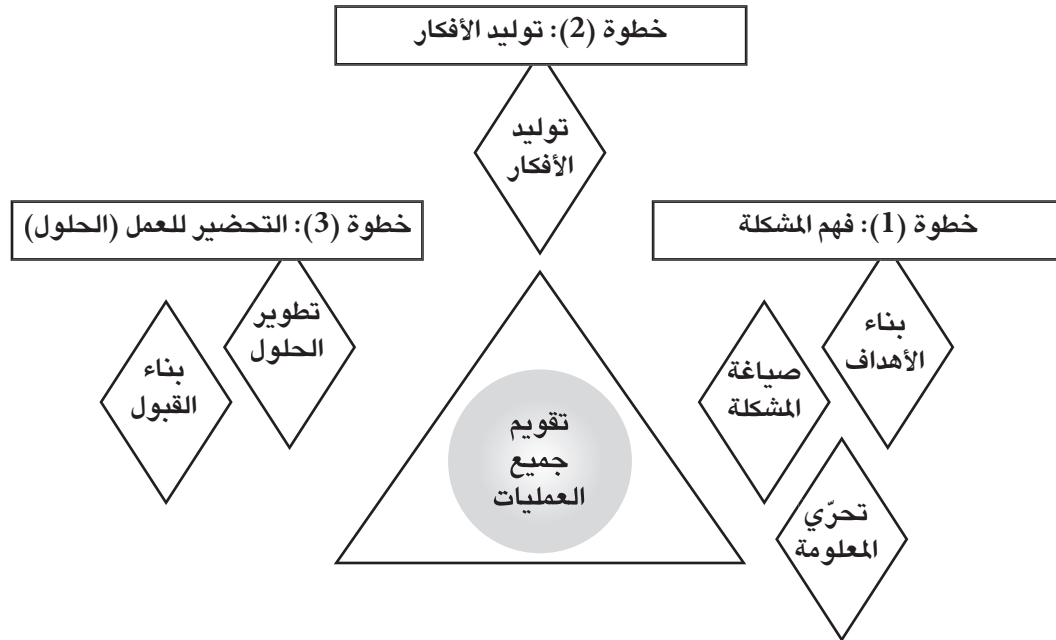 خطوة (2): توليد الأفكار
توليد
الأفكار
خطوة (1): فهم المشكلة
بناء
الأهداف
صياغة
المشكلة
تحرّي
المعلومة
خطوة (3): التحضير للعمل (الحلول)
تطوير
الحلول
بناء
القبول
تقويم
جميع
العمليات